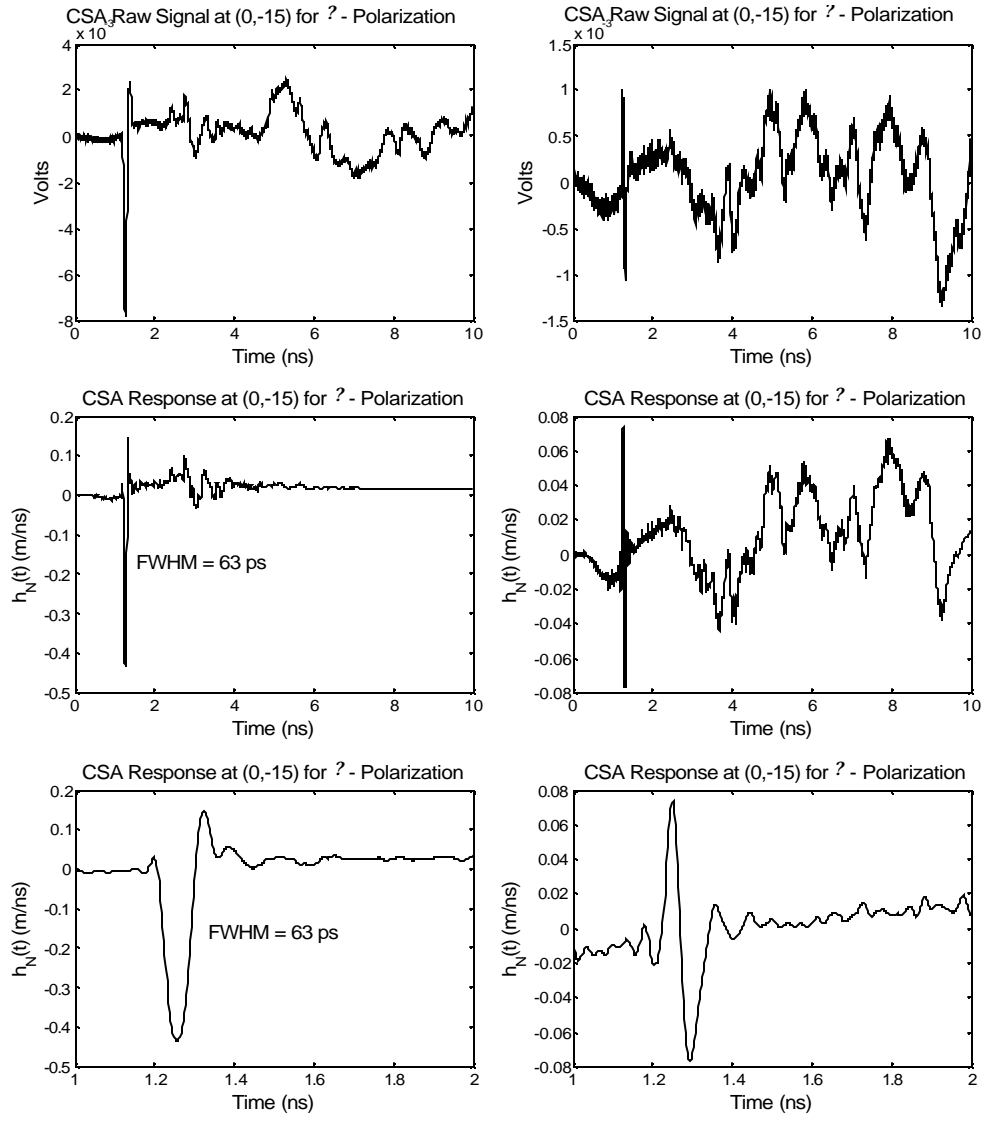 CSA Raw Signal at (0,-15) for ? - Polarization
x 10-3
4
2
0
-2
-4
-6
-8
Volts
0 2 4 6 8 10
Time (ns)
CSA Raw Signal at (0,-15) for ? - Polarization
x 10-3
1.5
1
0.5
0
-0.5
-1
-1.5
Volts
0 2 4 6 8 10
Time (ns)
CSA Response at (0,-15) for ? - Polarization
0.2
0.1
0
-0.1
-0.2
-0.3
-0.4
-0.5
hN(t) (m/ns)
FWHM = 63 ps
0 2 4 6 8 10
Time (ns)
CSA Response at (0,-15) for ? - Polarization
0.08
0.06
0.04
0.02
0
-0.02
-0.04
-0.06
-0.08
hN(t) (m/ns)
0 2 4 6 8 10
Time (ns)
CSA Response at (0,-15) for ? - Polarization
0.2
0.1
0
-0.1
-0.2
-0.3
-0.4
-0.5
hN(t) (m/ns)
FWHM = 63 ps
1 1.2 1.4 1.6 1.8 2
Time (ns)
CSA Response at (0,-15) for ? - Polarization
0.08
0.06
0.04
0.02
0
-0.02
-0.04
-0.06
-0.08
hN(t) (m/ns)
1 1.2 1.4 1.6 1.8 2
Time (ns)